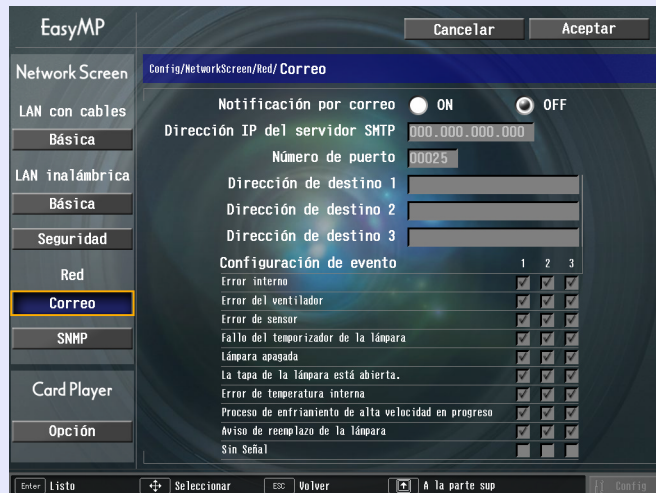 EasyMP
Cancelar
Aceptar
Network Screen
LAN con cables
Básica
LAN inalámbrica
Básica
Seguridad
Red
Correo
SNMP
Card Player
Opción
Config/NetworkScreen/Red/ Correo
Notificación por correo ON OFF
Dirección IP del servidor SMTP 000.000.000.000
Número de puerto 00025
Dirección de destino 1
Dirección de destino 2
Dirección de destino 3
Configuración de evento 1 2 3
Error interno
Error del ventilador
Error de sensor
Fallo del temporizador de la lámpara
Lámpara apagada
La tapa de la lámpara está abierta.
Error de temperatura interna
Proceso de enfriamiento de alta velocidad en progreso
Aviso de reemplazo de la lámpara
Sin Señal
Enter Listo Seleccionar ESC Volver A la parte sup Config